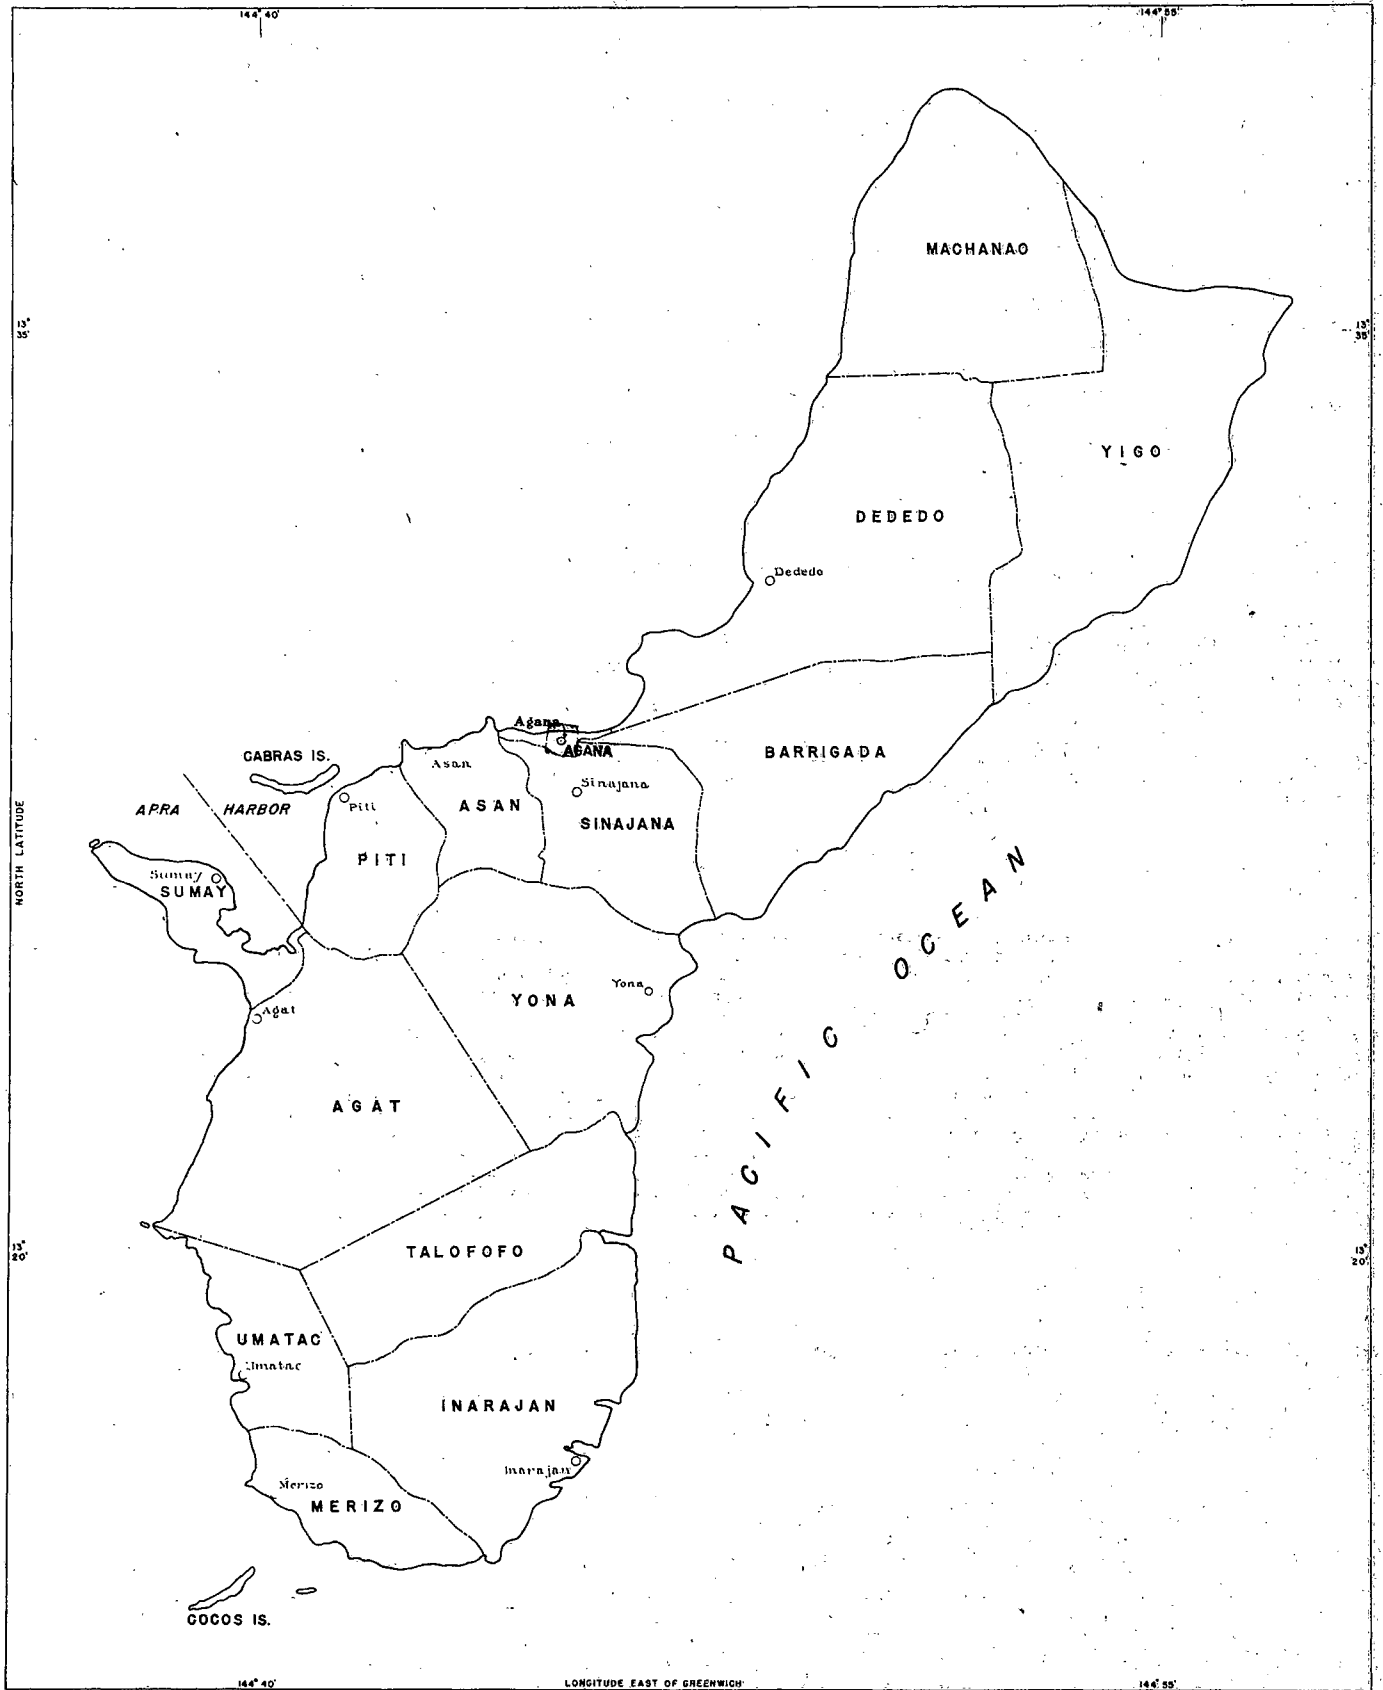 144° 40'
144° 55'
MACHANAO
13° 35'
13° 35'
YIGO
DEDEDO
Dededo
Agana
AGANA
BARRIGADA
CABRAS IS.
Asan
Sinajana
APRA HARBOR
Piti
ASAN
SINAJANA
PITI
NORTH LATITUDE
Sumay
SUMAY
PACIFIC OCEAN
Yona
YONA
Agat
AGAT
TALOFOFO
13° 20'
13° 20'
UMATAC
Umatac
INARAJAN
Inarajan
Merizo
MERIZO
COCOS IS.
144° 40'
LONGITUDE EAST OF GREENWICH
144° 55'